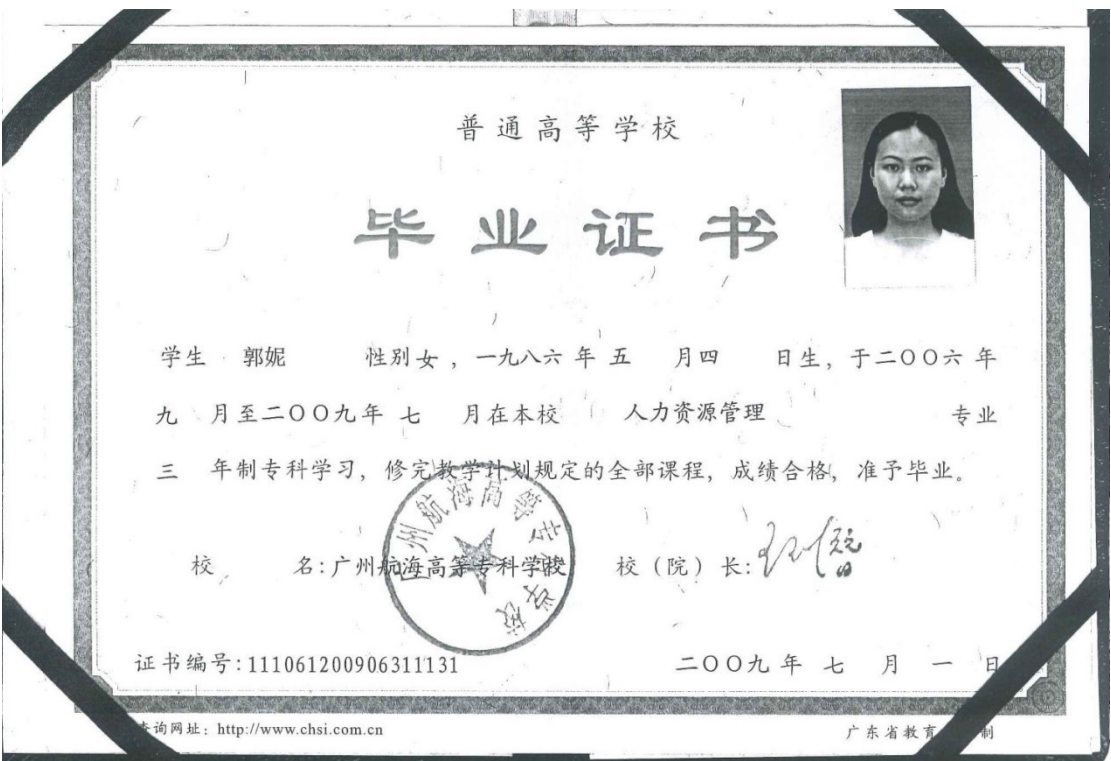 普通高等学校
毕业证书
学生 郭妮 性别女，一九八六年五月四日生，于二〇〇六年
九月至二〇〇九年七月在本校 人力资源管理 专业
三年制专科学习，修完教学计划规定的全部课程，成绩合格，准予毕业。
校 名：广州航海高等专科学校 校（院）长：
广州航海高等专科学校
证书编号：111061200906311131 二〇〇九年七月一日
查询网址：http://www.chsi.com.cn 广东省教育 制